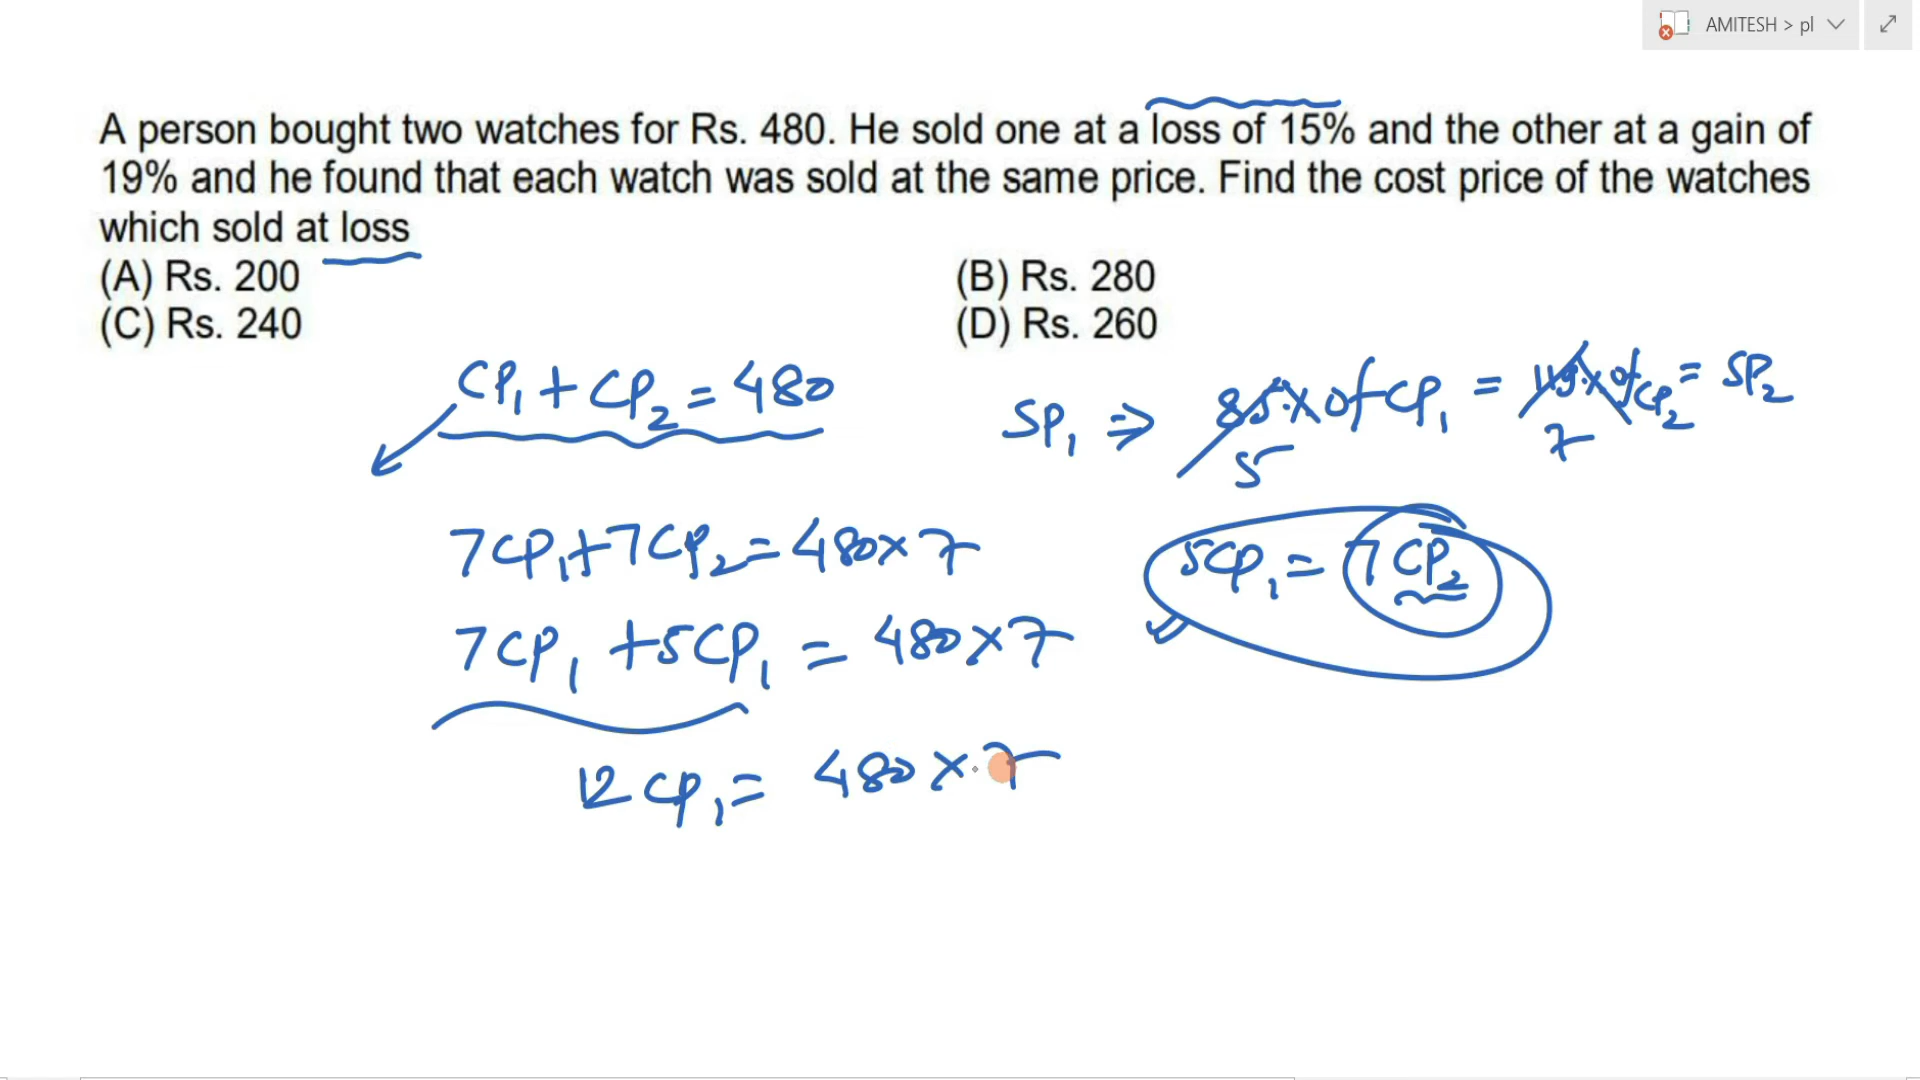 AMITESH > pl
A person bought two watches for Rs. 480. He sold one at a loss of 15% and the other at a gain of
19% and he found that each watch was sold at the same price. Find the cost price of the watches
which sold at loss
(A) Rs. 200 (B) Rs. 280
(C) Rs. 240 (D) Rs. 260
CP₁ + CP₂ = 480
SP₁ ⇒ 85% of CP₁ = 119% of CP₂ = SP₂
5 7
7CP₁ + 7CP₂ = 480 × 7
5CP₁ = 7CP₂
7CP₁ + 5CP₁ = 480 × 7
12 CP₁ = 480 × 7